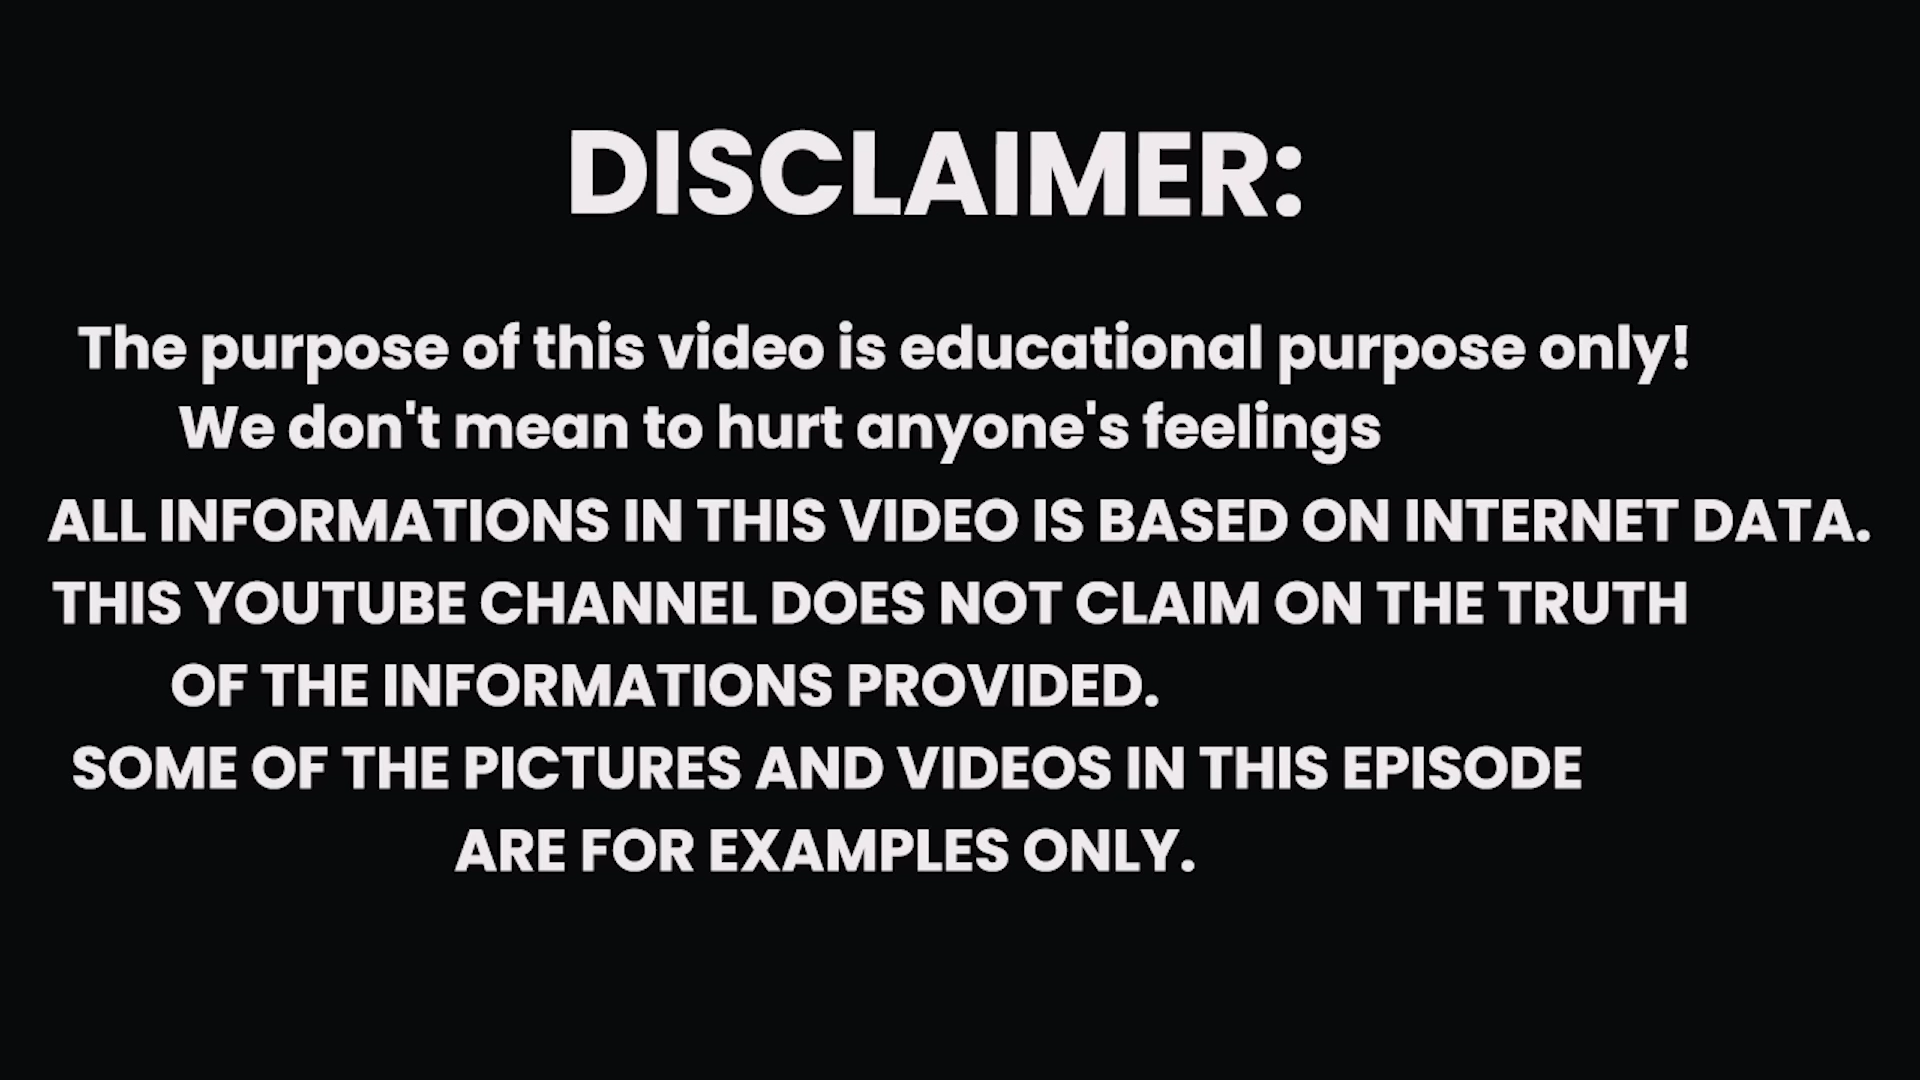 DISCLAIMER:
The purpose of this video is educational purpose only!
We don't mean to hurt anyone's feelings
ALL INFORMATIONS IN THIS VIDEO IS BASED ON INTERNET DATA.
THIS YOUTUBE CHANNEL DOES NOT CLAIM ON THE TRUTH
OF THE INFORMATIONS PROVIDED.
SOME OF THE PICTURES AND VIDEOS IN THIS EPISODE
ARE FOR EXAMPLES ONLY.